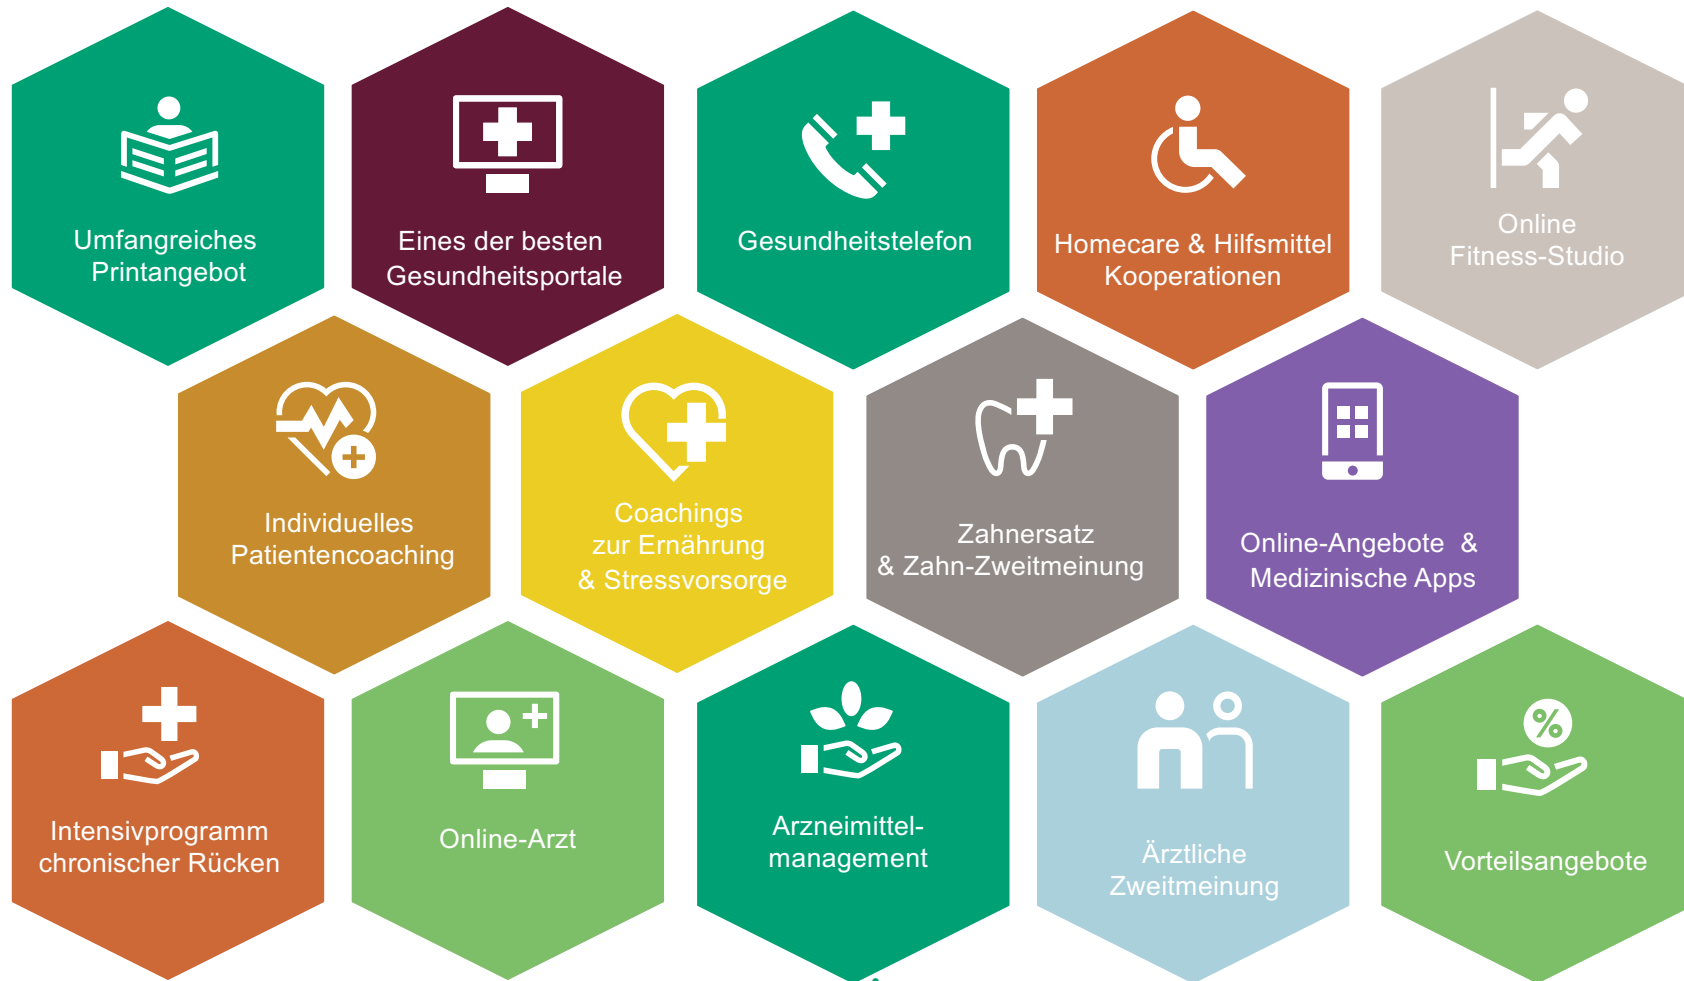 Umfangreiches
Printangebot
Eines der besten
Gesundheitsportale
Gesundheitstelefon
Homecare & Hilfsmittel
Kooperationen
Online
Fitness-Studio
Individuelles
Patientencoaching
Coachings
zur Ernährung
& Stressvorsorge
Zahnersatz
& Zahn-Zweitmeinung
Online-Angebote &
Medizinische Apps
Intensivprogramm
chronischer Rücken
Online-Arzt
Arzneimittel-
management
Ärztliche
Zweitmeinung
%
Vorteilsangebote